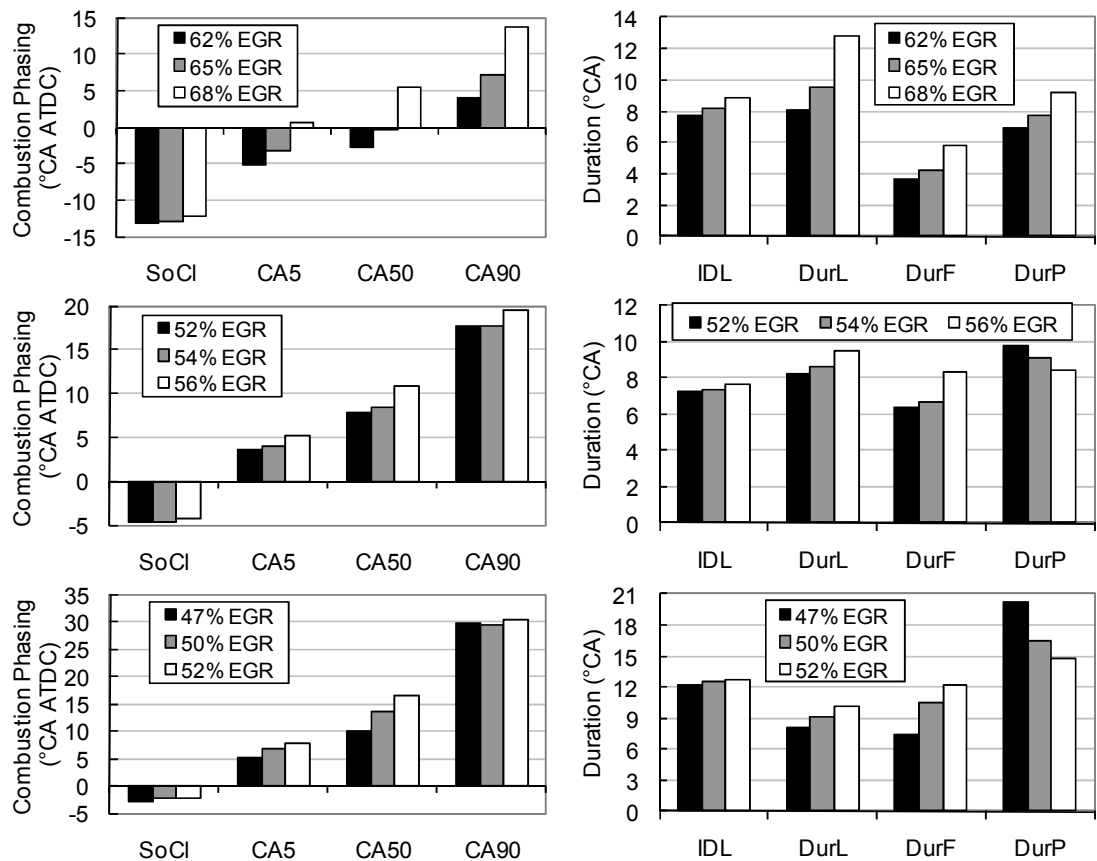 Combustion Phasing
(°CA ATDC)
15
10
5
0
-5
-10
-15
62% EGR
65% EGR
68% EGR
SoCI CA5 CA50 CA90
Duration (°CA)
14
12
10
8
6
4
2
0
62% EGR
65% EGR
68% EGR
IDL DurL DurF DurP
Combustion Phasing
(°CA ATDC)
20
15
10
5
0
-5
52% EGR
54% EGR
56% EGR
SoCI CA5 CA50 CA90
Duration (°CA)
12
10
8
6
4
2
0
52% EGR 54% EGR 56% EGR
IDL DurL DurF DurP
Combustion Phasing
(°CA ATDC)
35
30
25
20
15
10
5
0
-5
47% EGR
50% EGR
52% EGR
SoCI CA5 CA50 CA90
Duration (°CA)
21
18
15
12
9
6
3
0
47% EGR
50% EGR
52% EGR
IDL DurL DurF DurP